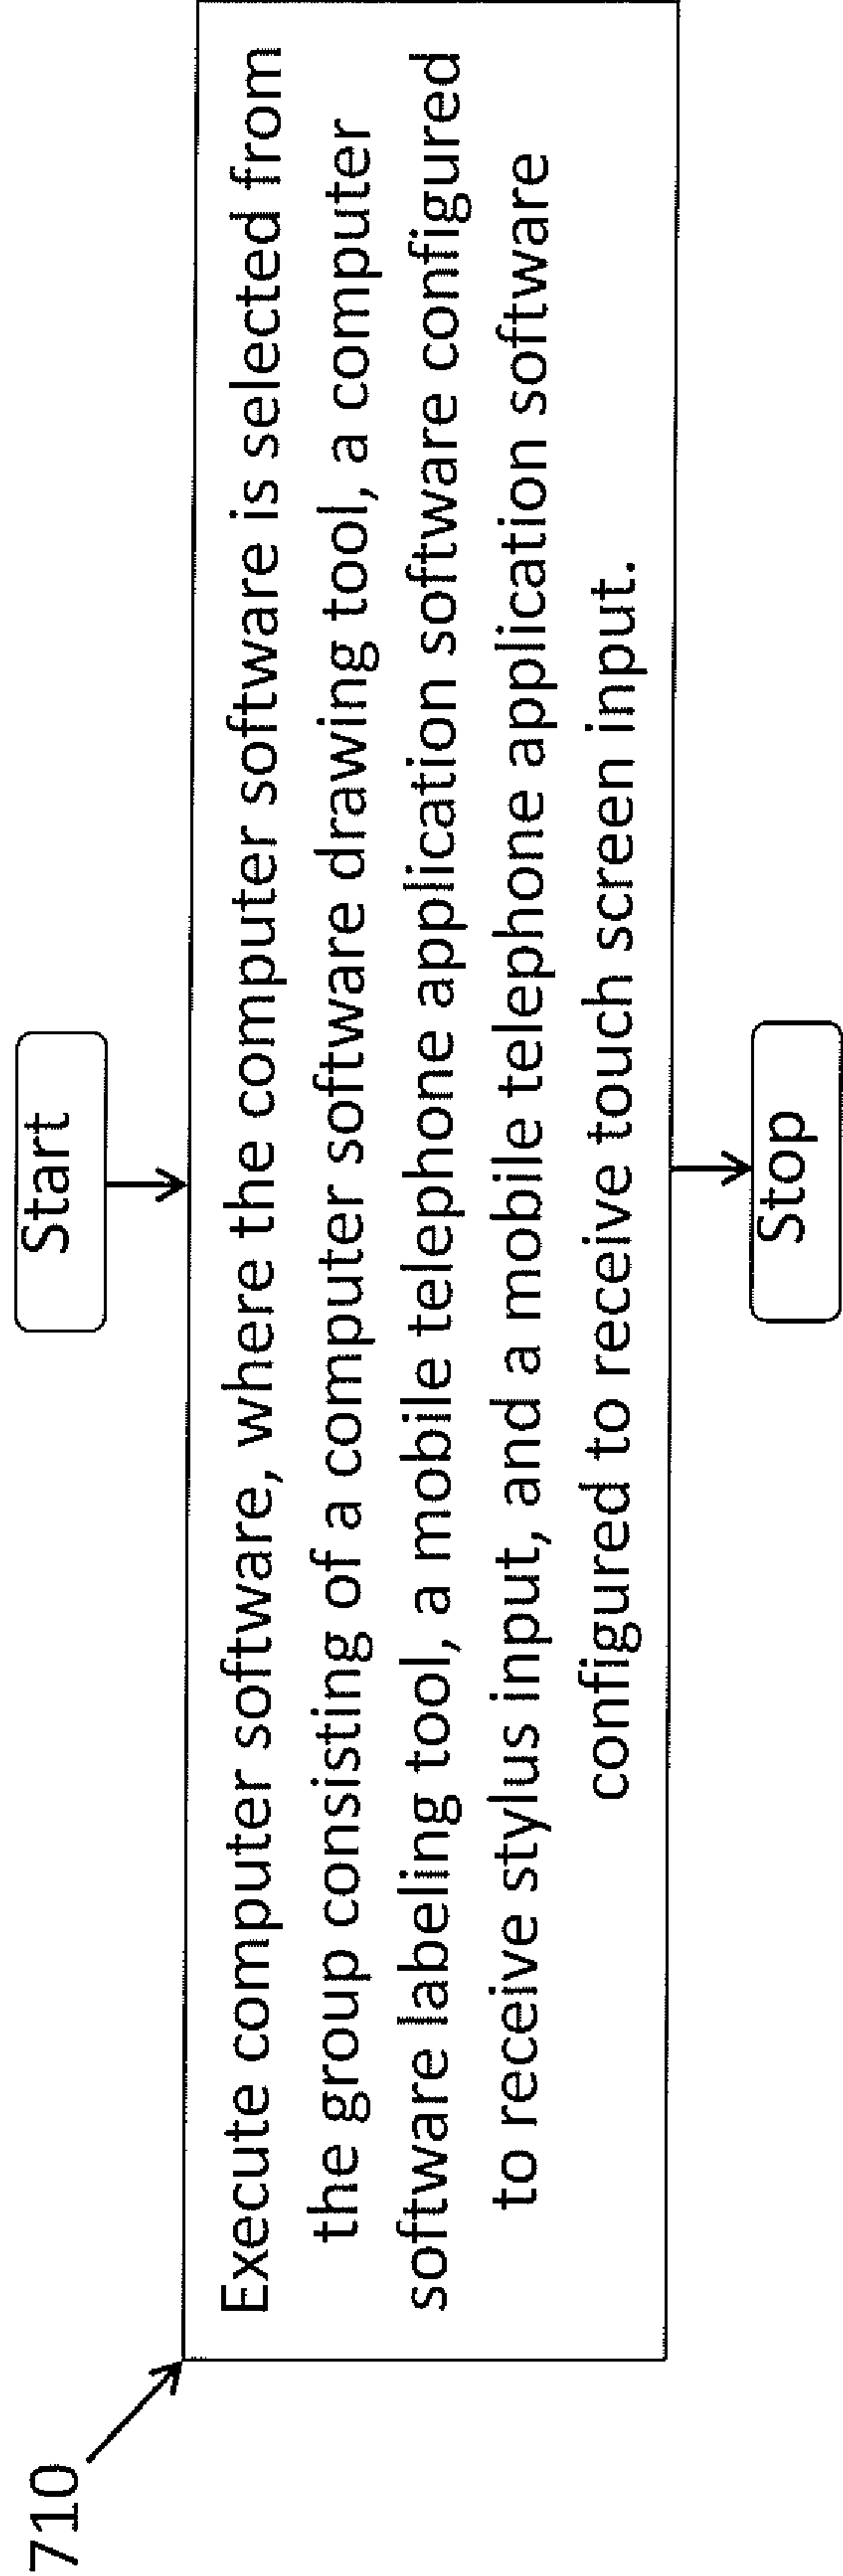 710
Start
Execute computer software, where the computer software is selected from
the group consisting of a computer software drawing tool, a computer
software labeling tool, a mobile telephone application software configured
to receive stylus input, and a mobile telephone application software
configured to receive touch screen input.
Stop